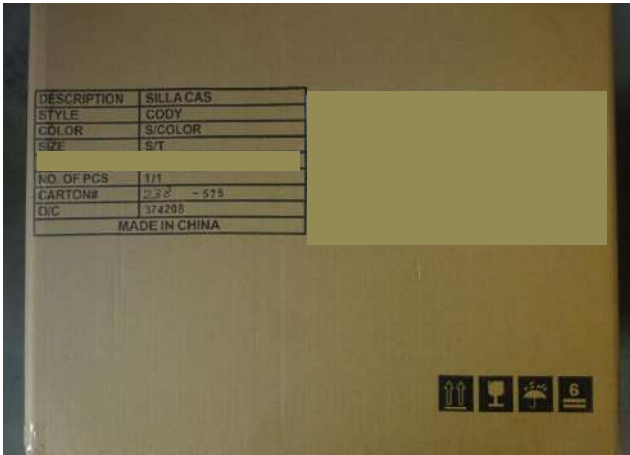 DESCRIPTION SILLA CAS
STYLE CODY
COLOR S/COLOR
SIZE S/T
NO. OF PCS 1/1
CARTON# 238 - 575
O/C 374208
MADE IN CHINA
6